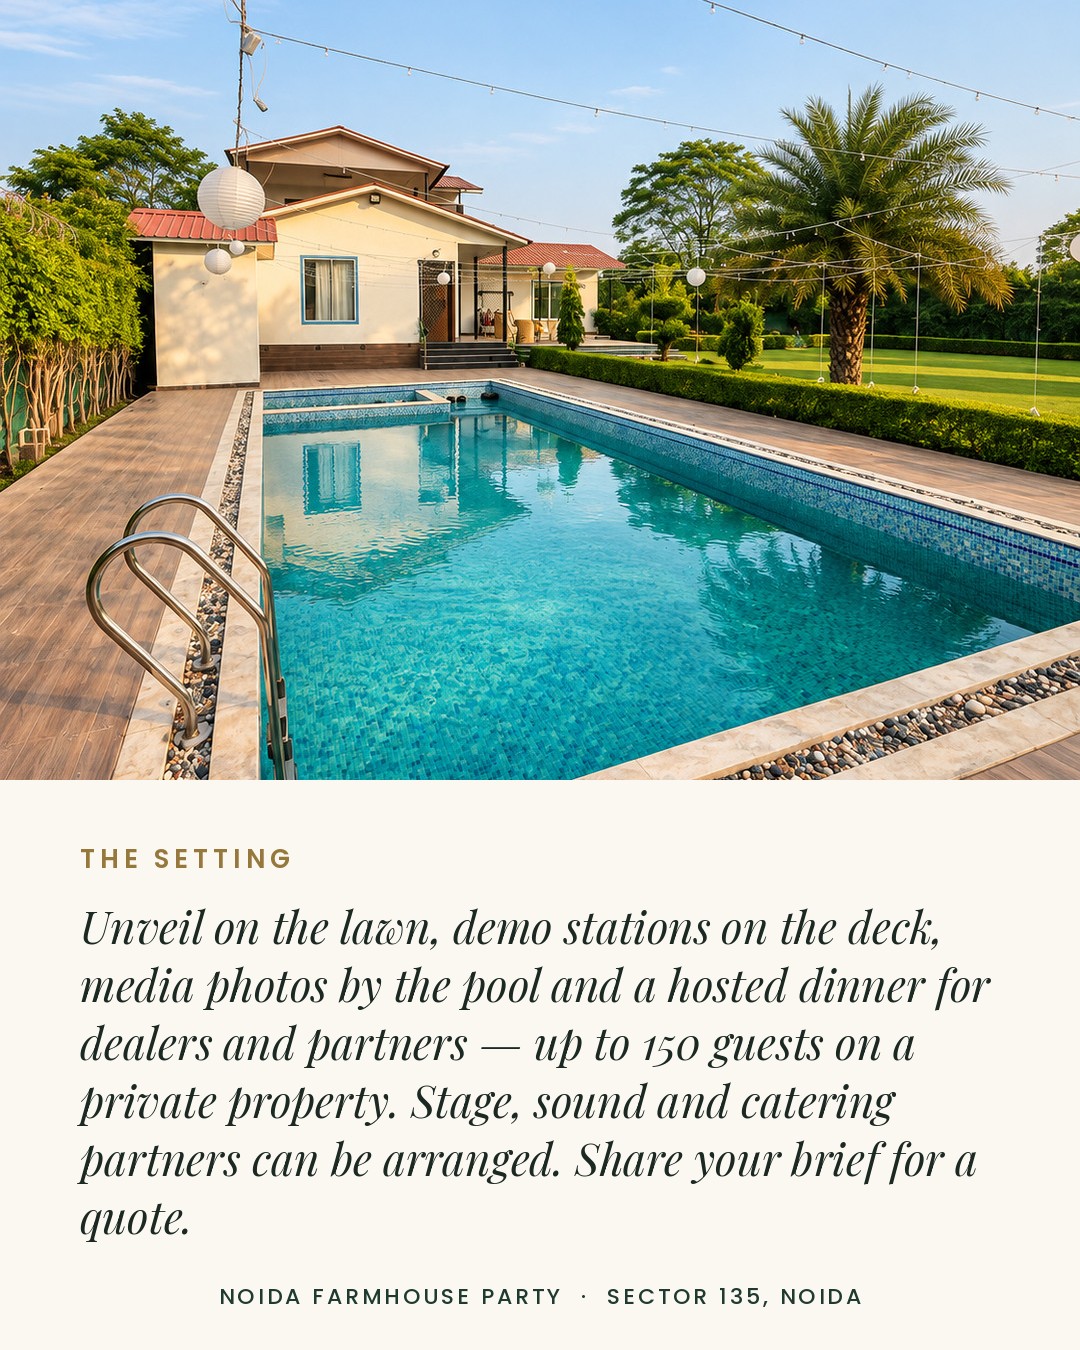 THE SETTING
Unveil on the lawn, demo stations on the deck,
media photos by the pool and a hosted dinner for
dealers and partners — up to 150 guests on a
private property. Stage, sound and catering
partners can be arranged. Share your brief for a
quote.
NOIDA FARMHOUSE PARTY · SECTOR 135, NOIDA